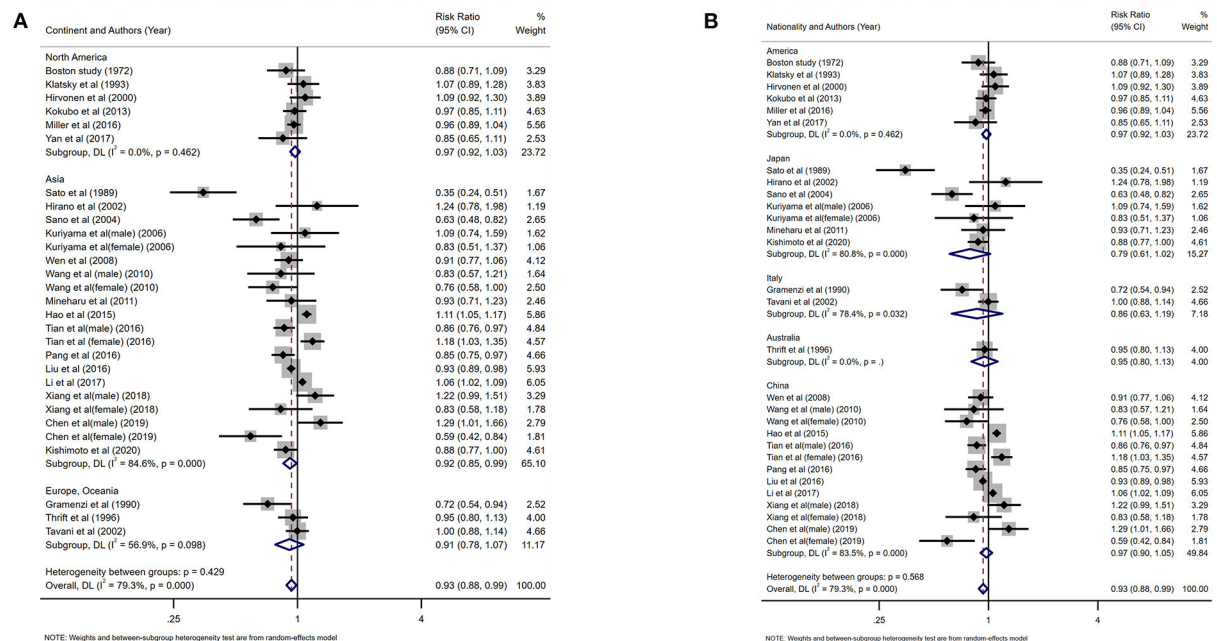 A
Continent and Authors (Year) Risk Ratio (95% CI) % Weight
North America
Boston study (1972) 0.88 (0.71, 1.09) 3.29
Klatsky et al (1993) 1.07 (0.89, 1.28) 3.83
Hirvonen et al (2000) 1.09 (0.92, 1.30) 3.89
Kokubo et al (2013) 0.97 (0.85, 1.11) 4.63
Miller et al (2016) 0.96 (0.89, 1.04) 5.56
Yan et al (2017) 0.85 (0.65, 1.11) 2.53
Subgroup, DL (I² = 0.0%, p = 0.462) 0.97 (0.92, 1.03) 23.72
Asia
Sato et al (1989) 0.35 (0.24, 0.51) 1.67
Hirano et al (2002) 1.24 (0.78, 1.98) 1.19
Sano et al (2004) 0.63 (0.48, 0.82) 2.65
Kuriyama et al(male) (2006) 1.09 (0.74, 1.59) 1.62
Kuriyama et al(female) (2006) 0.83 (0.51, 1.37) 1.06
Wen et al (2008) 0.91 (0.77, 1.06) 4.12
Wang et al(male) (2010) 0.83 (0.57, 1.21) 1.64
Wang et al(female) (2010) 0.76 (0.58, 1.00) 2.50
Mineharu et al (2011) 0.93 (0.71, 1.23) 2.46
Hao et al (2015) 1.11 (1.05, 1.17) 5.86
Tian et al(male) (2016) 0.86 (0.76, 0.97) 4.84
Tian et al (female) (2016) 1.18 (1.03, 1.35) 4.57
Pang et al (2016) 0.85 (0.75, 0.97) 4.66
Liu et al (2016) 0.93 (0.89, 0.98) 5.93
Li et al (2017) 1.06 (1.02, 1.09) 6.05
Xiang et al(male) (2018) 1.22 (0.99, 1.51) 3.29
Xiang et al(female) (2018) 0.83 (0.58, 1.18) 1.78
Chen et al(male) (2019) 1.29 (1.01, 1.66) 2.79
Chen et al(female) (2019) 0.59 (0.42, 0.84) 1.81
Kishimoto et al (2020) 0.88 (0.77, 1.00) 4.61
Subgroup, DL (I² = 84.6%, p = 0.000) 0.92 (0.85, 0.99) 65.10
Europe, Oceania
Gramenzi et al (1990) 0.72 (0.54, 0.94) 2.52
Thrift et al (1996) 0.95 (0.80, 1.13) 4.00
Tavani et al (2002) 1.00 (0.88, 1.14) 4.66
Subgroup, DL (I² = 56.9%, p = 0.098) 0.91 (0.78, 1.07) 11.17
Heterogeneity between groups: p = 0.429
Overall, DL (I² = 79.3%, p = 0.000) 0.93 (0.88, 0.99) 100.00
.25 1 4
NOTE: Weights and between-subgroup heterogeneity test are from random-effects model
B
Nationality and Authors (Year) Risk Ratio (95% CI) % Weight
America
Boston study (1972) 0.88 (0.71, 1.09) 3.29
Klatsky et al (1993) 1.07 (0.89, 1.28) 3.83
Hirvonen et al (2000) 1.09 (0.92, 1.30) 3.89
Kokubo et al (2013) 0.97 (0.85, 1.11) 4.63
Miller et al (2016) 0.96 (0.89, 1.04) 5.56
Yan et al (2017) 0.85 (0.65, 1.11) 2.53
Subgroup, DL (I² = 0.0%, p = 0.462) 0.97 (0.92, 1.03) 23.72
Japan
Sato et al (1989) 0.35 (0.24, 0.51) 1.67
Hirano et al (2002) 1.24 (0.78, 1.98) 1.19
Sano et al (2004) 0.63 (0.48, 0.82) 2.65
Kuriyama et al(male) (2006) 1.09 (0.74, 1.59) 1.62
Kuriyama et al(female) (2006) 0.83 (0.51, 1.37) 1.06
Mineharu et al (2011) 0.93 (0.71, 1.23) 2.46
Kishimoto et al (2020) 0.88 (0.77, 1.00) 4.61
Subgroup, DL (I² = 80.8%, p = 0.000) 0.79 (0.61, 1.02) 15.27
Italy
Gramenzi et al (1990) 0.72 (0.54, 0.94) 2.52
Tavani et al (2002) 1.00 (0.88, 1.14) 4.66
Subgroup, DL (I² = 78.4%, p = 0.032) 0.86 (0.63, 1.19) 7.18
Australia
Thrift et al (1996) 0.95 (0.80, 1.13) 4.00
Subgroup, DL (I² = 0.0%, p = .) 0.95 (0.80, 1.13) 4.00
China
Wen et al (2008) 0.91 (0.77, 1.06) 4.12
Wang et al(male) (2010) 0.83 (0.57, 1.21) 1.64
Wang et al(female) (2010) 0.76 (0.58, 1.00) 2.50
Hao et al (2015) 1.11 (1.05, 1.17) 5.86
Tian et al(male) (2016) 0.86 (0.76, 0.97) 4.84
Tian et al (female) (2016) 1.18 (1.03, 1.35) 4.57
Pang et al (2016) 0.85 (0.75, 0.97) 4.66
Liu et al (2016) 0.93 (0.89, 0.98) 5.93
Li et al (2017) 1.06 (1.02, 1.09) 6.05
Xiang et al(male) (2018) 1.22 (0.99, 1.51) 3.29
Xiang et al(female) (2018) 0.83 (0.58, 1.18) 1.78
Chen et al(male) (2019) 1.29 (1.01, 1.66) 2.79
Chen et al(female) (2019) 0.59 (0.42, 0.84) 1.81
Subgroup, DL (I² = 83.5%, p = 0.000) 0.97 (0.90, 1.05) 49.84
Heterogeneity between groups: p = 0.568
Overall, DL (I² = 79.3%, p = 0.000) 0.93 (0.88, 0.99) 100.00
.25 1 4
NOTE: Weights and between-subgroup heterogeneity test are from random-effects model